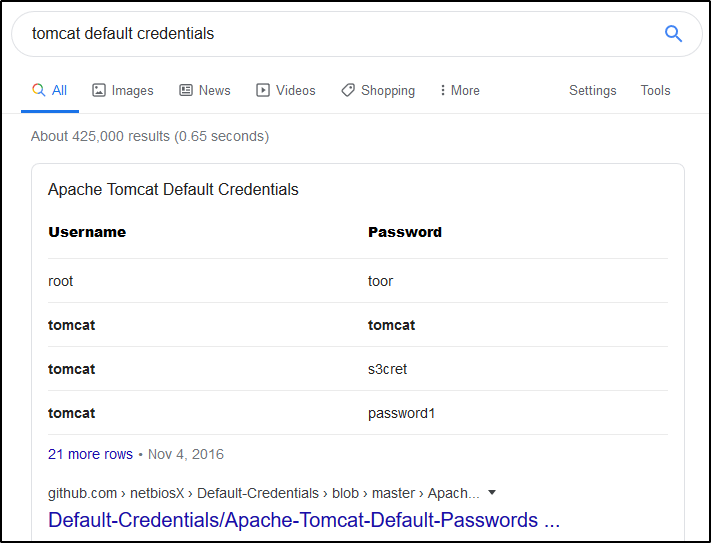 tomcat default credentials
All Images News Videos Shopping More Settings Tools
About 425,000 results (0.65 seconds)
Apache Tomcat Default Credentials
Username Password
root toor
tomcat tomcat
tomcat s3cret
tomcat password1
21 more rows • Nov 4, 2016
github.com › netbiosX › Default-Credentials › blob › master › Apach...
Default-Credentials/Apache-Tomcat-Default-Passwords ...